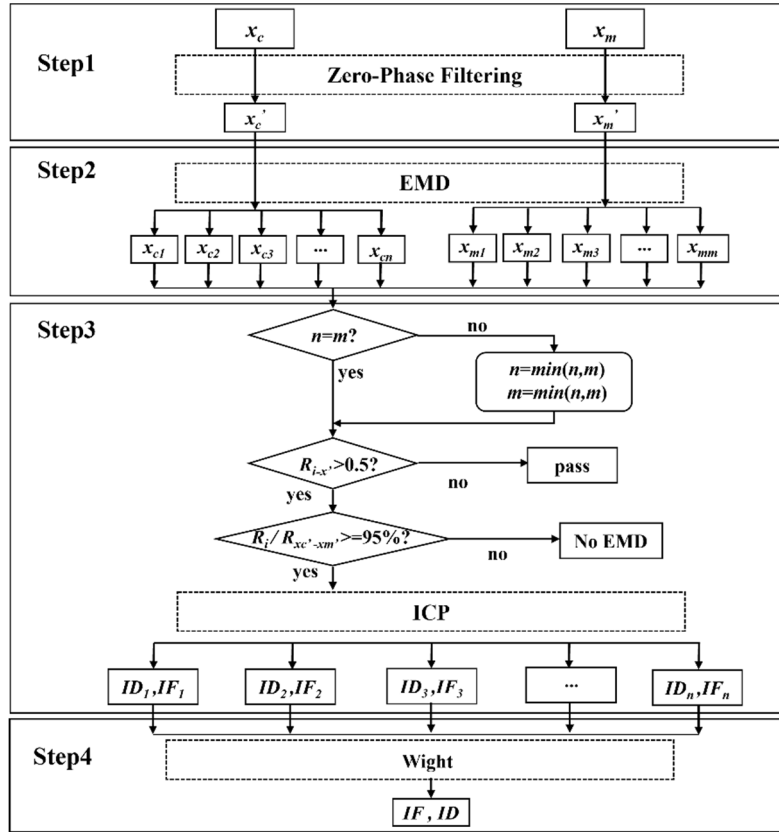 Step1
x_c x_m
Zero-Phase Filtering
x_c' x_m'
Step2
EMD
x_c1 x_c2 x_c3 ... x_cn x_m1 x_m2 x_m3 ... x_mm
Step3
n=m? no
yes
n=min(n,m)
m=min(n,m)
R_i-x'>0.5? no pass
yes
R_i/R_xc'-xm'>=95%? no No EMD
yes
ICP
ID_1,IF_1 ID_2,IF_2 ID_3,IF_3 ... ID_n,IF_n
Step4
Wight
IF , ID